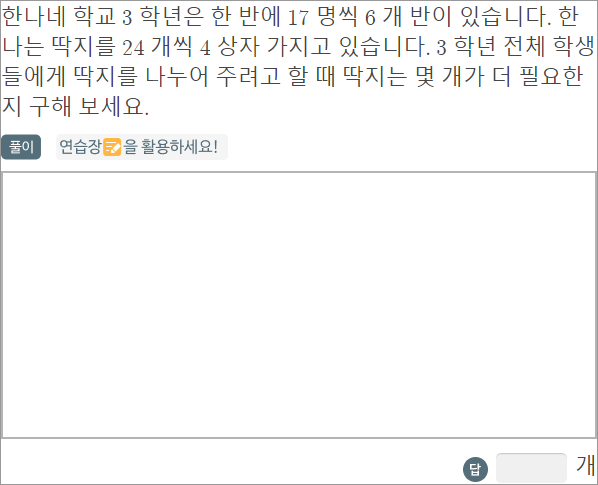 한나네 학교 3 학년은 한 반에 17 명씩 6 개 반이 있습니다. 한
나는 딱지를 24 개씩 4 상자 가지고 있습니다. 3 학년 전체 학생
들에게 딱지를 나누어 주려고 할 때 딱지는 몇 개가 더 필요한
지 구해 보세요.
풀이 연습장📝을 활용하세요!
답 개